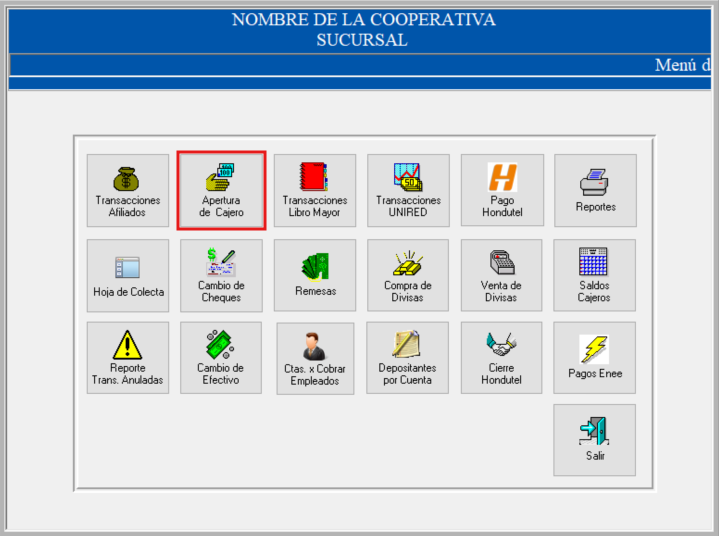 NOMBRE DE LA COOPERATIVA
SUCURSAL
Menú d
Transacciones
Afiliados
Apertura
de Cajero
Transacciones
Libro Mayor
Transacciones
UNIRED
Pago
Hondutel
Reportes
Hoja de Colecta
Cambio de
Cheques
Remesas
Compra de
Divisas
Venta de
Divisas
Saldos
Cajeros
Reporte
Trans. Anuladas
Cambio de
Efectivo
Ctas. x Cobrar
Empleados
Depositantes
por Cuenta
Cierre
Hondutel
Pagos Enee
Salir